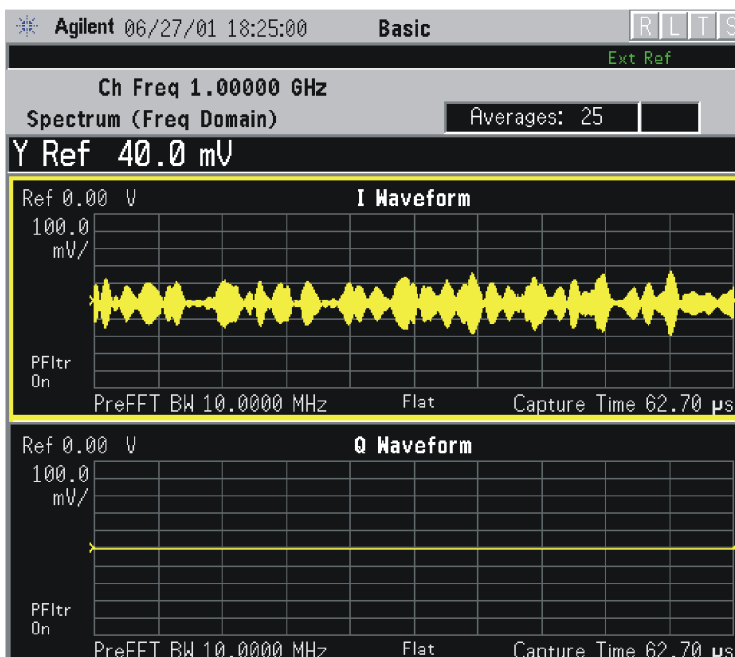 Agilent 06/27/01 18:25:00 Basic R L T S
Ext Ref
Ch Freq 1.00000 GHz
Spectrum (Freq Domain) Averages: 25
Y Ref 40.0 mV
Ref 0.00 V I Waveform
100.0
mV/
PFltr
On
PreFFT BW 10.0000 MHz Flat Capture Time 62.70 µs
Ref 0.00 V Q Waveform
100.0
mV/
PFltr
On
PreFFT BW 10.0000 MHz Flat Capture Time 62.70 µs